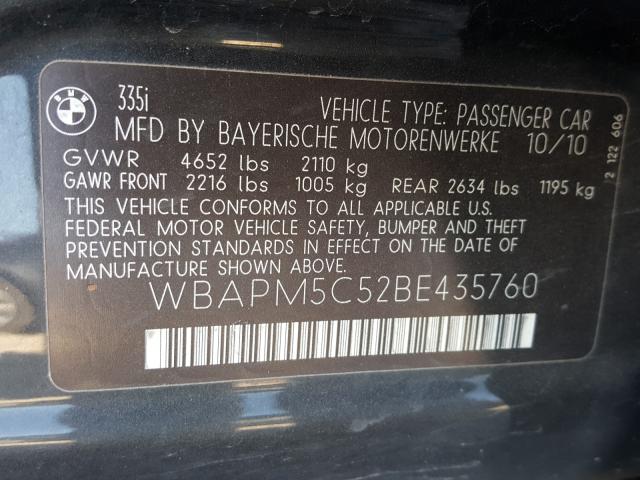 BMW
335i
VEHICLE TYPE: PASSENGER CAR
MFD BY BAYERISCHE MOTORENWERKE 10/10
GVWR 4652 lbs 2110 kg
GAWR FRONT 2216 lbs 1005 kg REAR 2634 lbs 1195 kg
THIS VEHICLE CONFORMS TO ALL APPLICABLE U.S.
FEDERAL MOTOR VEHICLE SAFETY, BUMPER AND THEFT
PREVENTION STANDARDS IN EFFECT ON THE DATE OF
MANUFACTURE SHOWN ABOVE.
WBAPM5C52BE435760
2 122 606